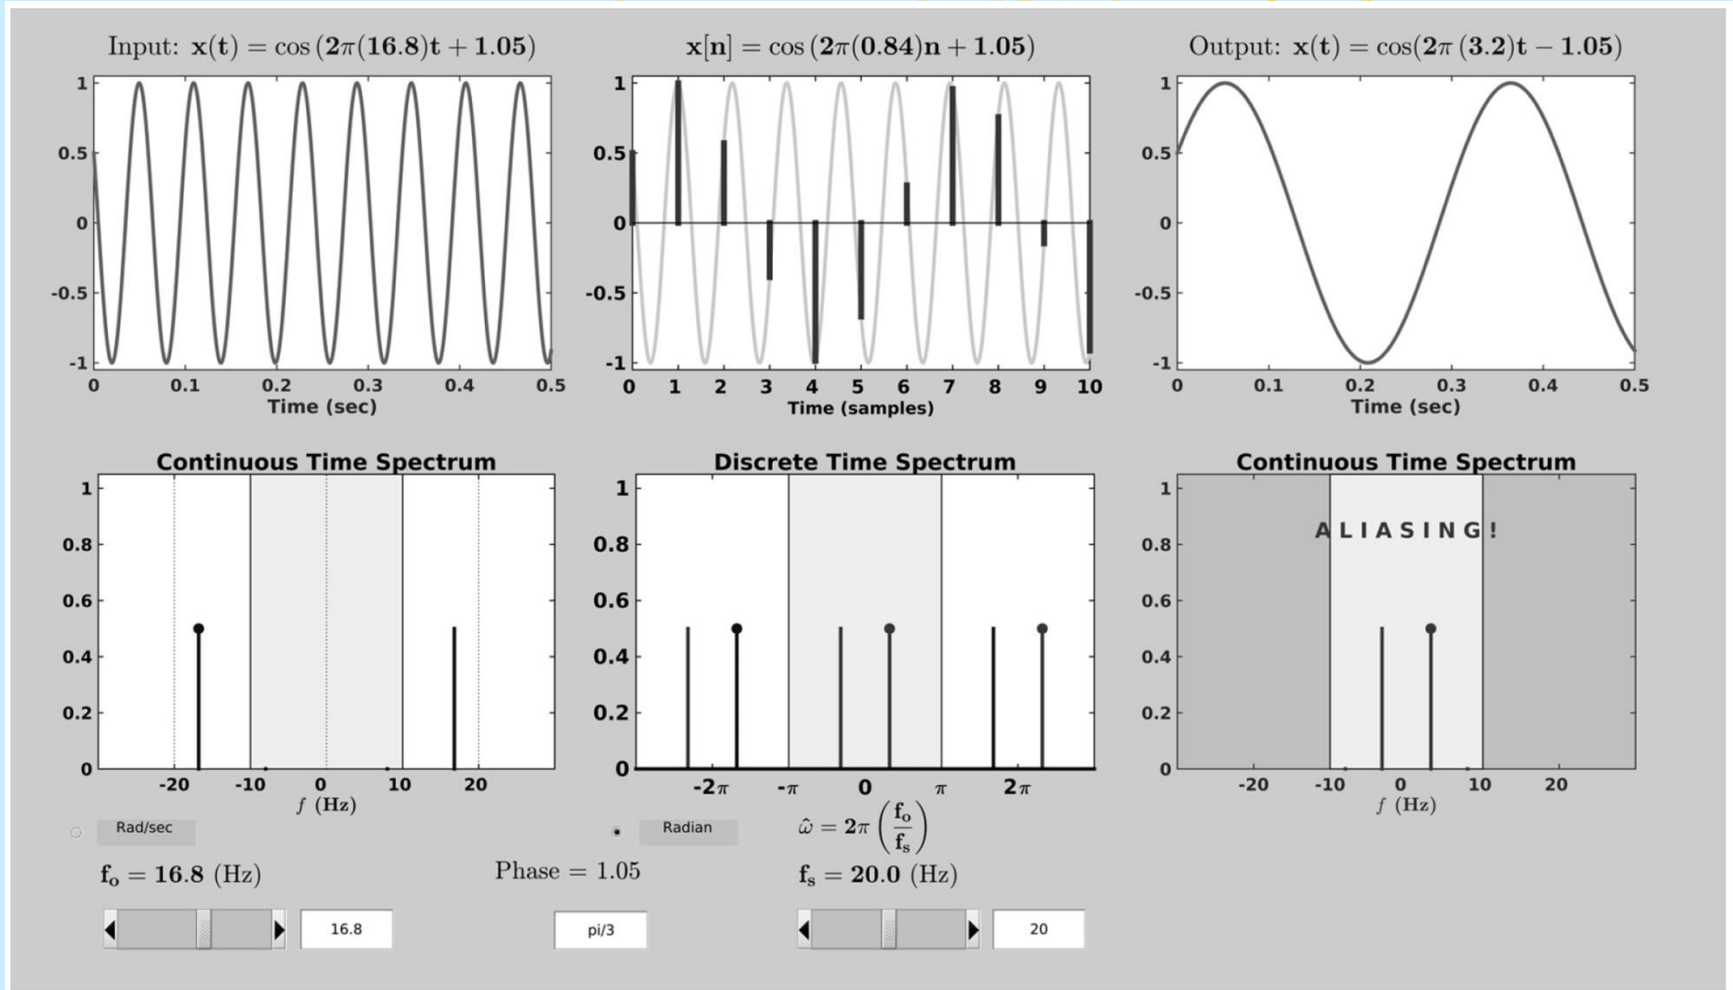 Input: x(t) = cos (2π(16.8)t + 1.05)
1
0.5
0
-0.5
-1
0 0.1 0.2 0.3 0.4 0.5
Time (sec)
x[n] = cos (2π(0.84)n + 1.05)
1
0.5
0
-0.5
-1
0 1 2 3 4 5 6 7 8 9 10
Time (samples)
Output: x(t) = cos(2π (3.2)t − 1.05)
1
0.5
0
-0.5
-1
0 0.1 0.2 0.3 0.4 0.5
Time (sec)
Continuous Time Spectrum
1
0.8
0.6
0.4
0.2
0
-20 -10 0 10 20
f (Hz)
Discrete Time Spectrum
1
0.8
0.6
0.4
0.2
0
-2π -π 0 π 2π
Continuous Time Spectrum
ALIASING!
1
0.8
0.6
0.4
0.2
0
-20 -10 0 10 20
f (Hz)
Rad/sec
Radian
ω̂ = 2π (fo/fs)
fo = 16.8 (Hz)
Phase = 1.05
fs = 20.0 (Hz)
16.8
pi/3
20